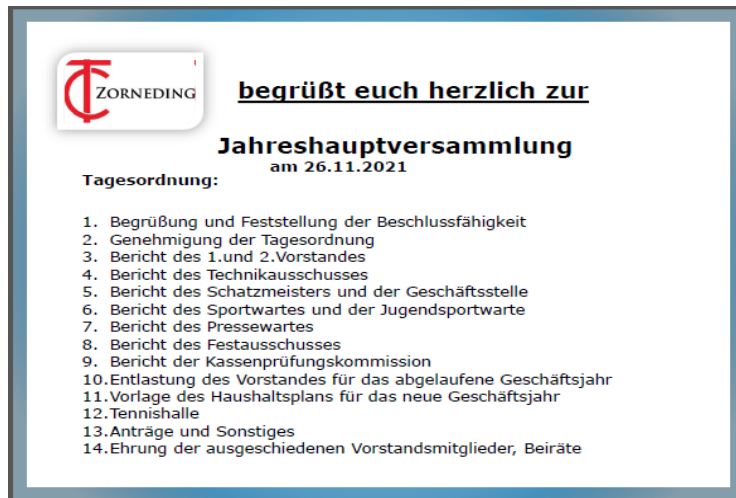 TC ZORNEDING
begrüßt euch herzlich zur
Jahreshauptversammlung
am 26.11.2021
Tagesordnung:
1. Begrüßung und Feststellung der Beschlussfähigkeit
2. Genehmigung der Tagesordnung
3. Bericht des 1.und 2.Vorstandes
4. Bericht des Technikausschusses
5. Bericht des Schatzmeisters und der Geschäftsstelle
6. Bericht des Sportwartes und der Jugendsportwarte
7. Bericht des Pressewartes
8. Bericht des Festausschusses
9. Bericht der Kassenprüfungskommission
10.Entlastung des Vorstandes für das abgelaufene Geschäftsjahr
11.Vorlage des Haushaltsplans für das neue Geschäftsjahr
12.Tennishalle
13.Anträge und Sonstiges
14.Ehrung der ausgeschiedenen Vorstandsmitglieder, Beiräte